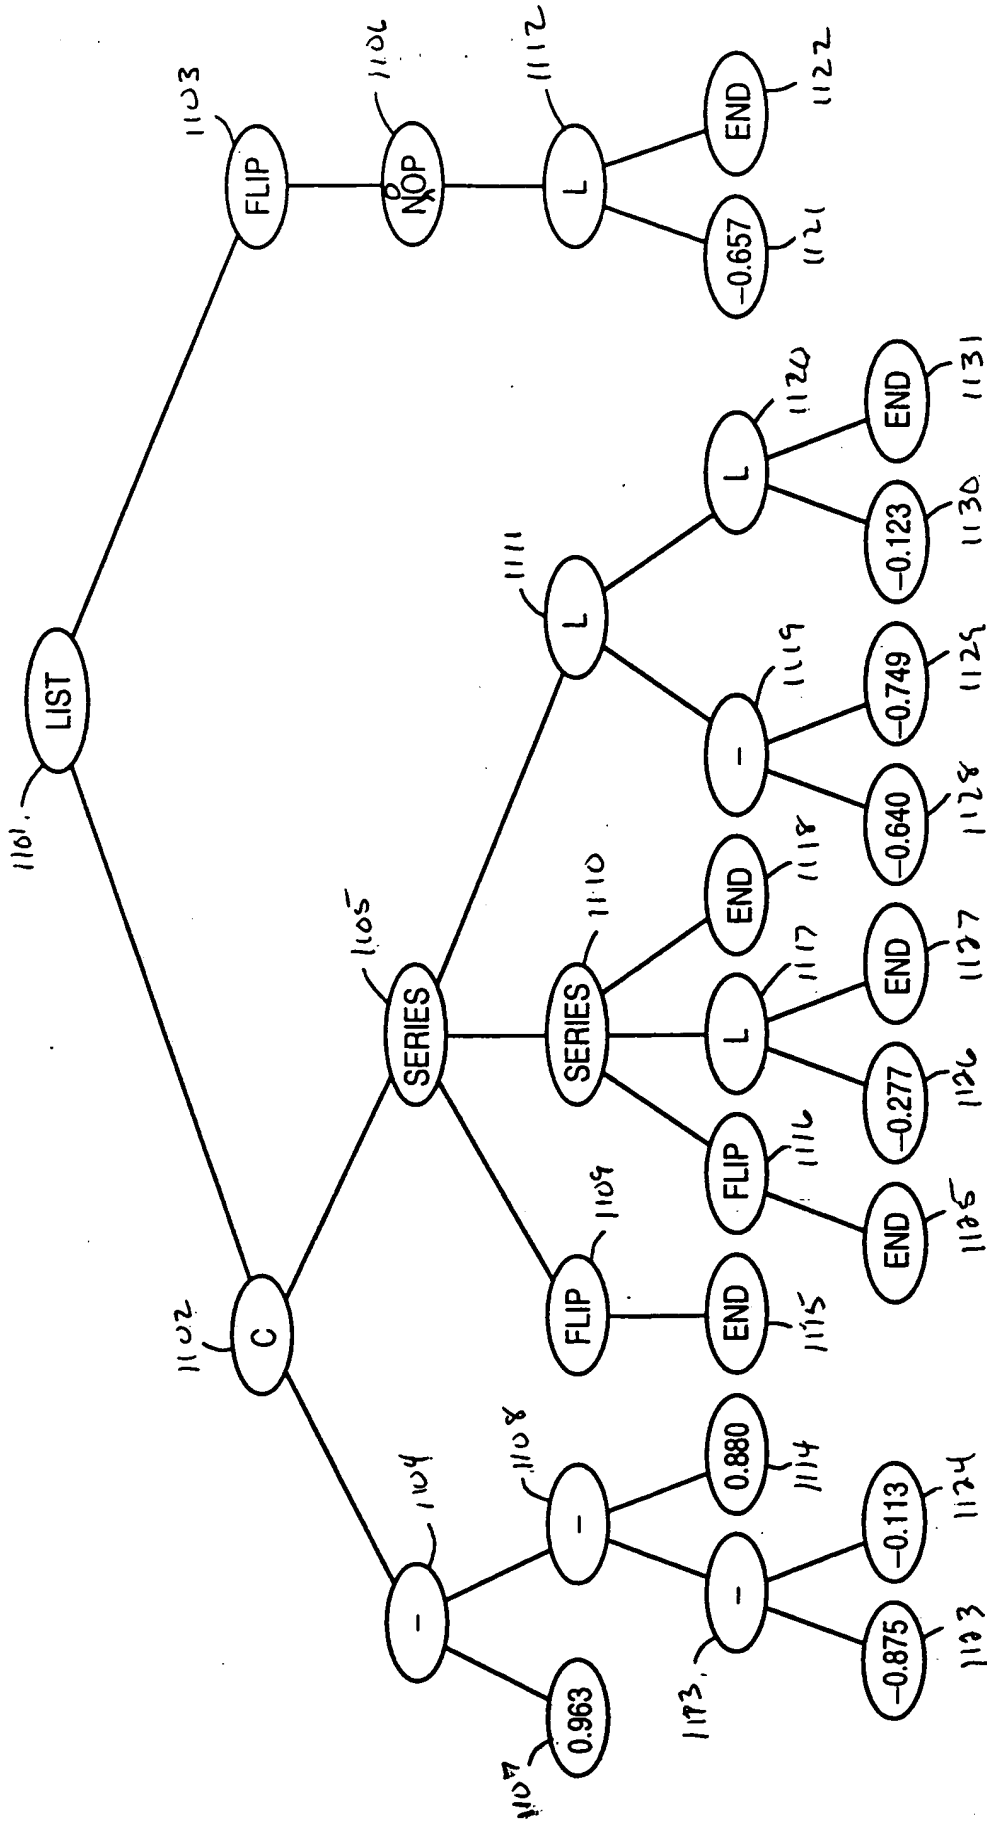 LIST
1101
FLIP
1103
C
1102
NOP
1106
SERIES
1105
–
1104
L
1112
L
1111
SERIES
1110
FLIP
1109
–
1108
0.963
1107
END
1122
–0.657
1121
L
1120
–
1119
END
1118
L
1117
FLIP
1116
END
1115
0.880
1114
–
1113
END
1131
–0.123
1130
–0.749
1129
–0.640
1128
END
1127
–0.277
1126
END
1125
–0.113
1124
–0.875
1123